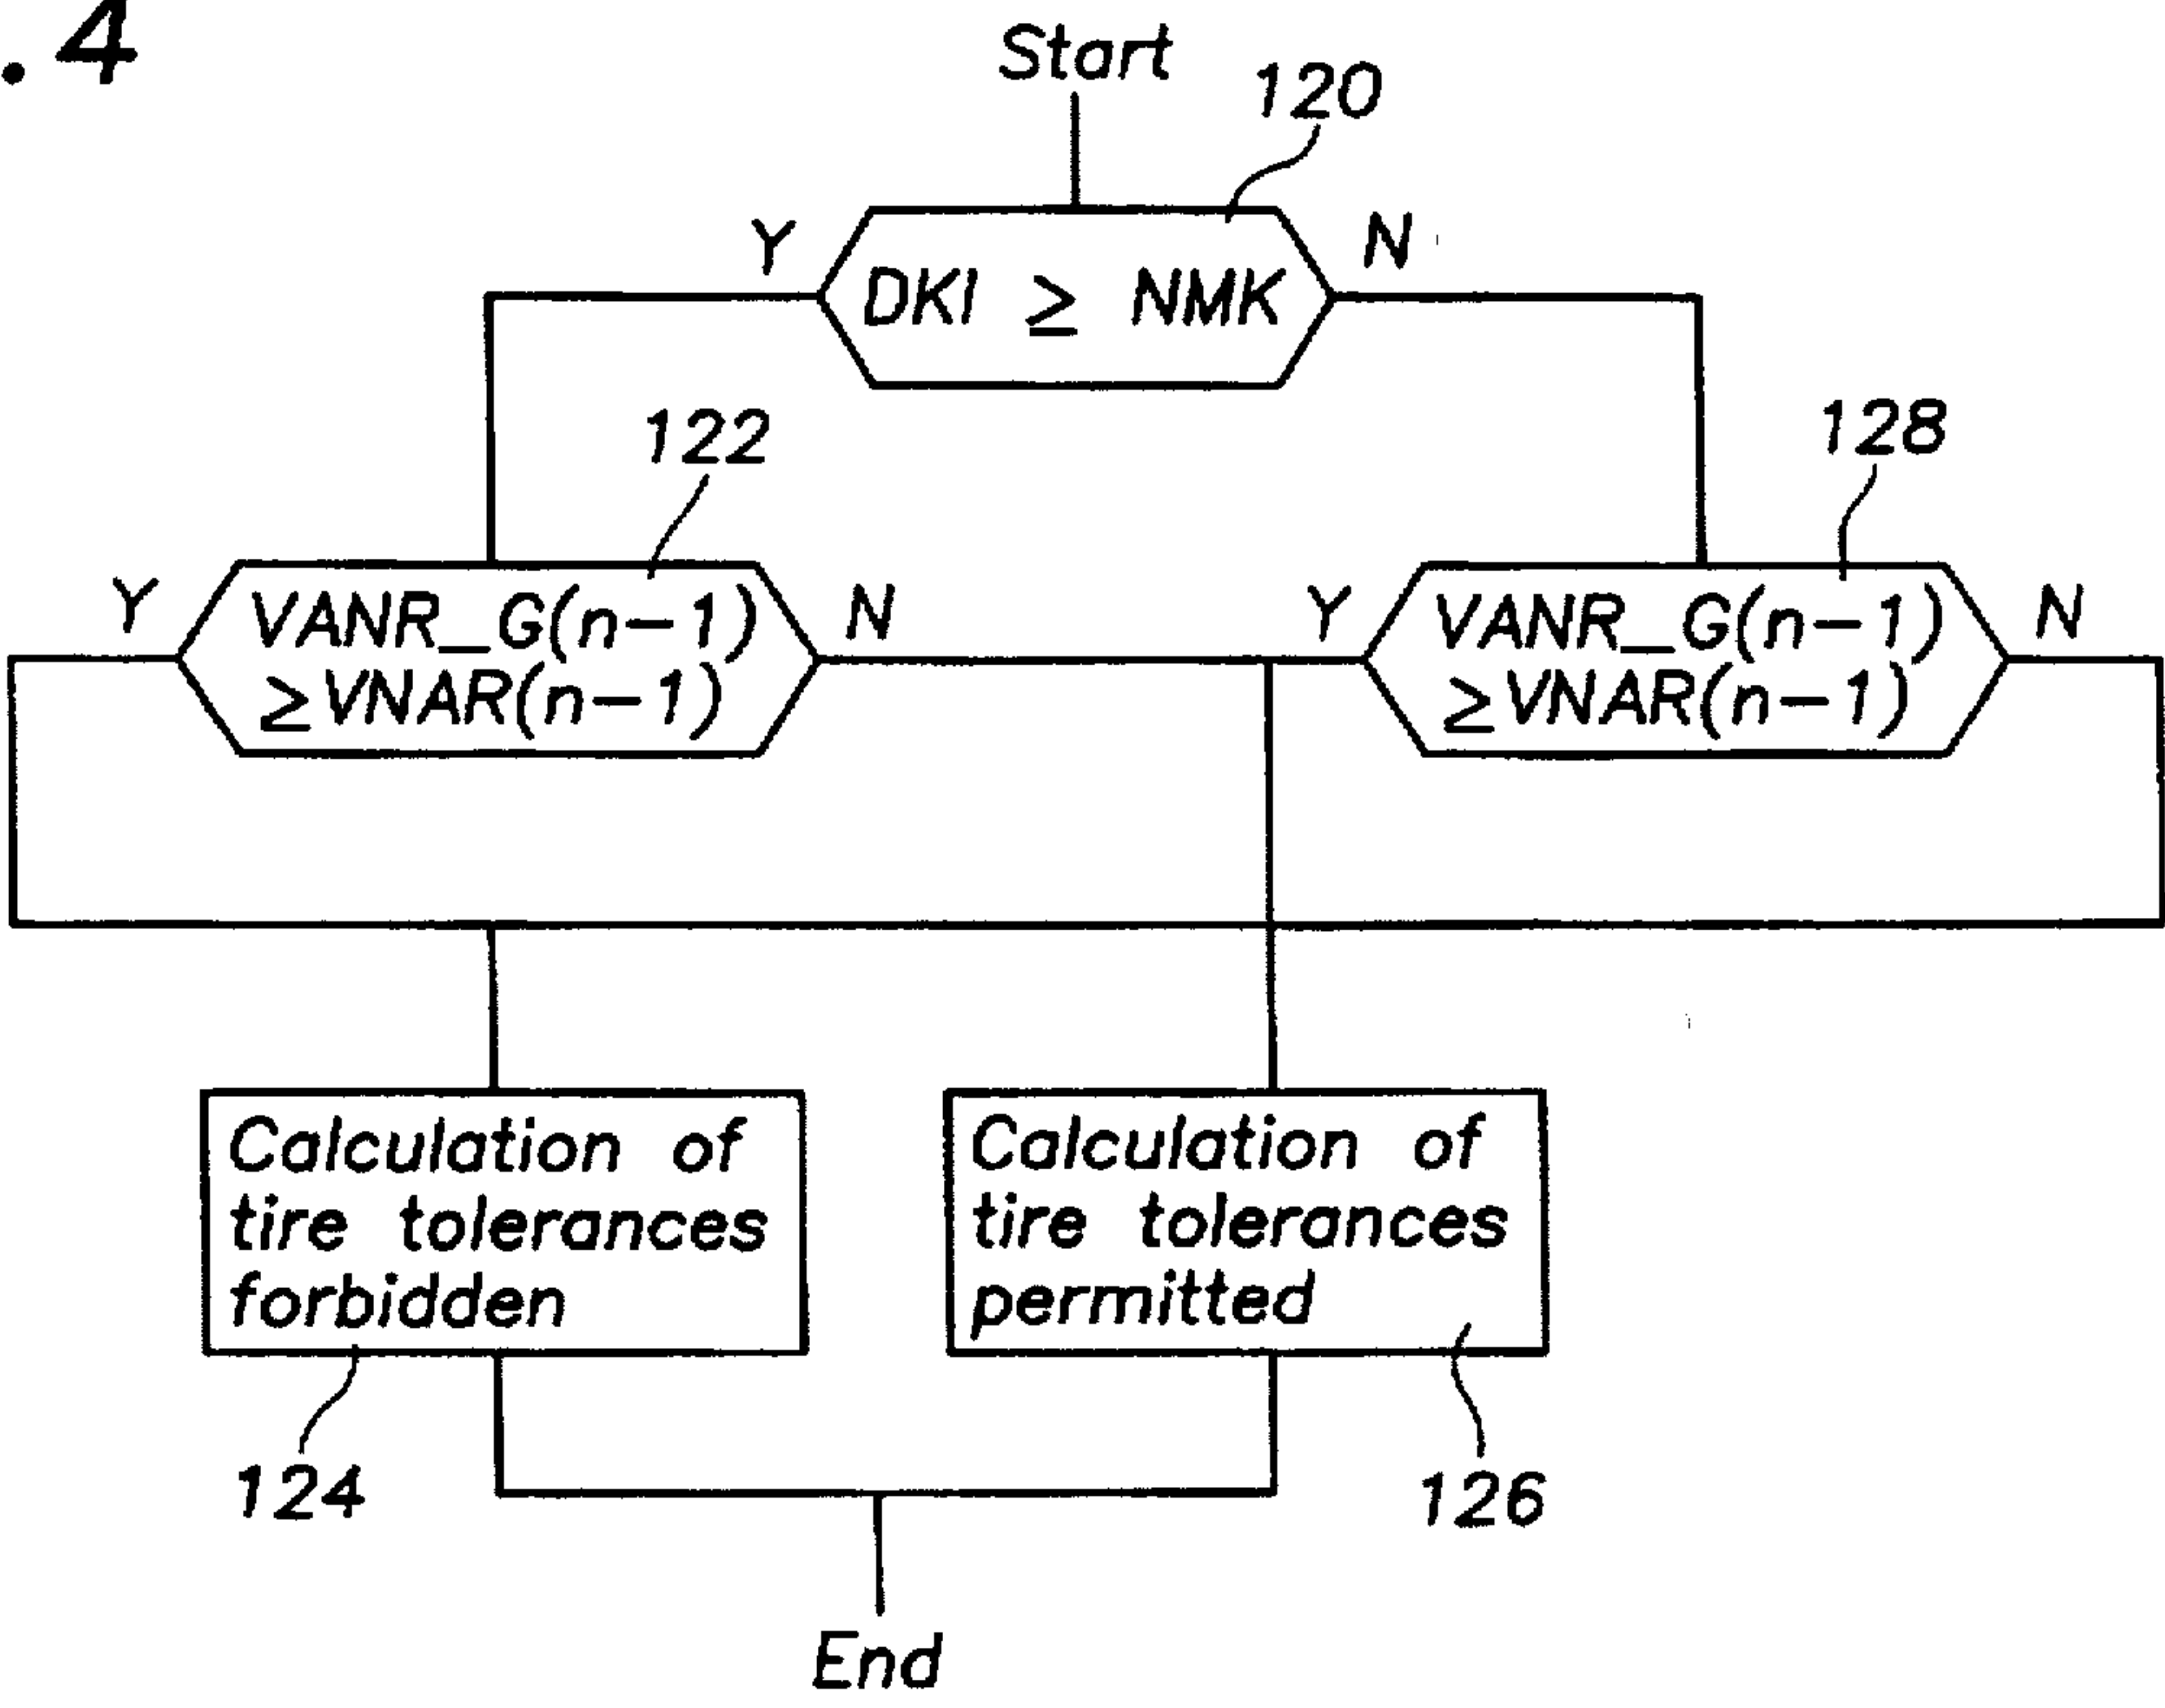 .4
Start
120
Y
N
DKI ≥ NMK
122
128
Y
VANR_G(n-1)
≥VNAR(n-1)
N
Y
VANR_G(n-1)
≥VNAR(n-1)
N
Calculation of
tire tolerances
forbidden
Calculation of
tire tolerances
permitted
124
126
End